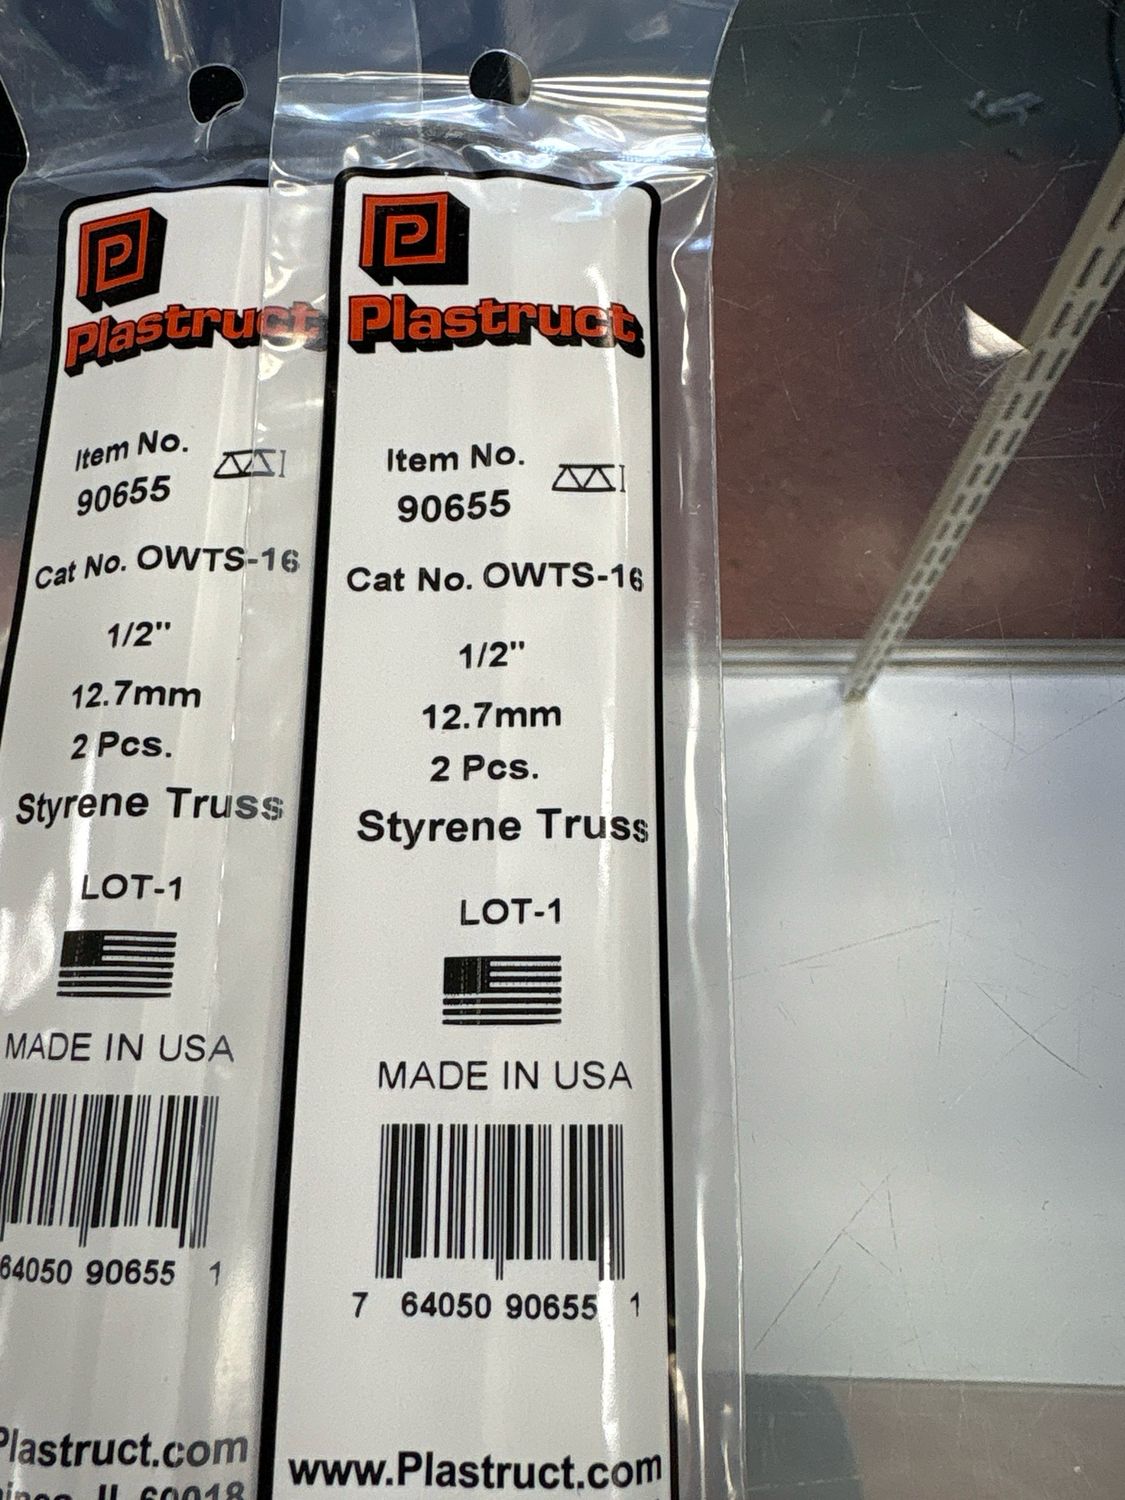 Plastruct
Item No.
90655
Cat No. OWTS-16
1/2"
12.7mm
2 Pcs.
Styrene Truss
LOT-1
MADE IN USA
64050 90655 1
Plastruct.com
IL 60018
Plastruct
Item No.
90655
Cat No. OWTS-16
1/2"
12.7mm
2 Pcs.
Styrene Truss
LOT-1
MADE IN USA
7 64050 90655 1
www.Plastruct.com